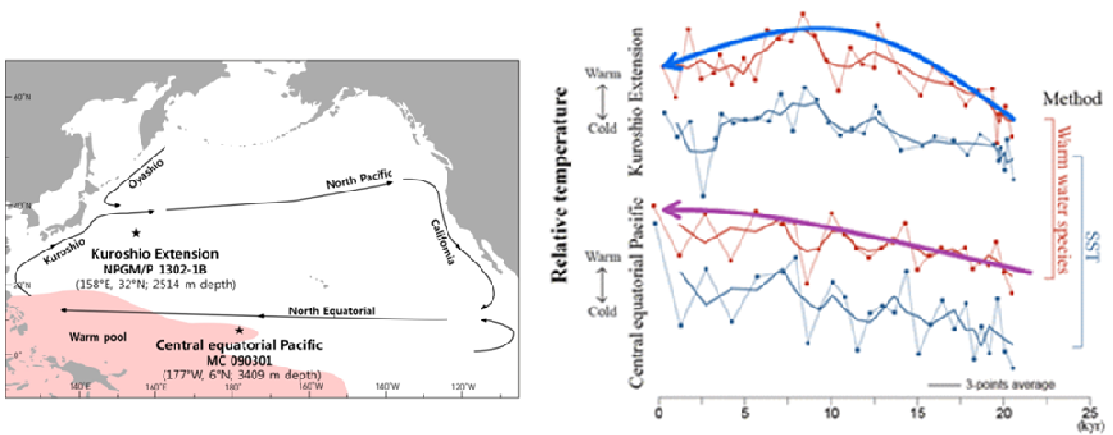 60°N
Oyashio
North Pacific
Kuroshio
California
Kuroshio Extension
NPGM/P 1302-1B
(158°E, 32°N; 2514 m depth)
North Equatorial
Warm pool
Central equatorial Pacific
MC 090301
(177°W, 6°N; 3409 m depth)
0°
140°E
160°E
180°
160°W
140°W
120°W
Relative temperature
Warm
Cold
Kuroshio Extension
Warm
Cold
Central equatorial Pacific
Method
Warm water species
SST
3-points average
0
5
10
15
20
25
(kyr)